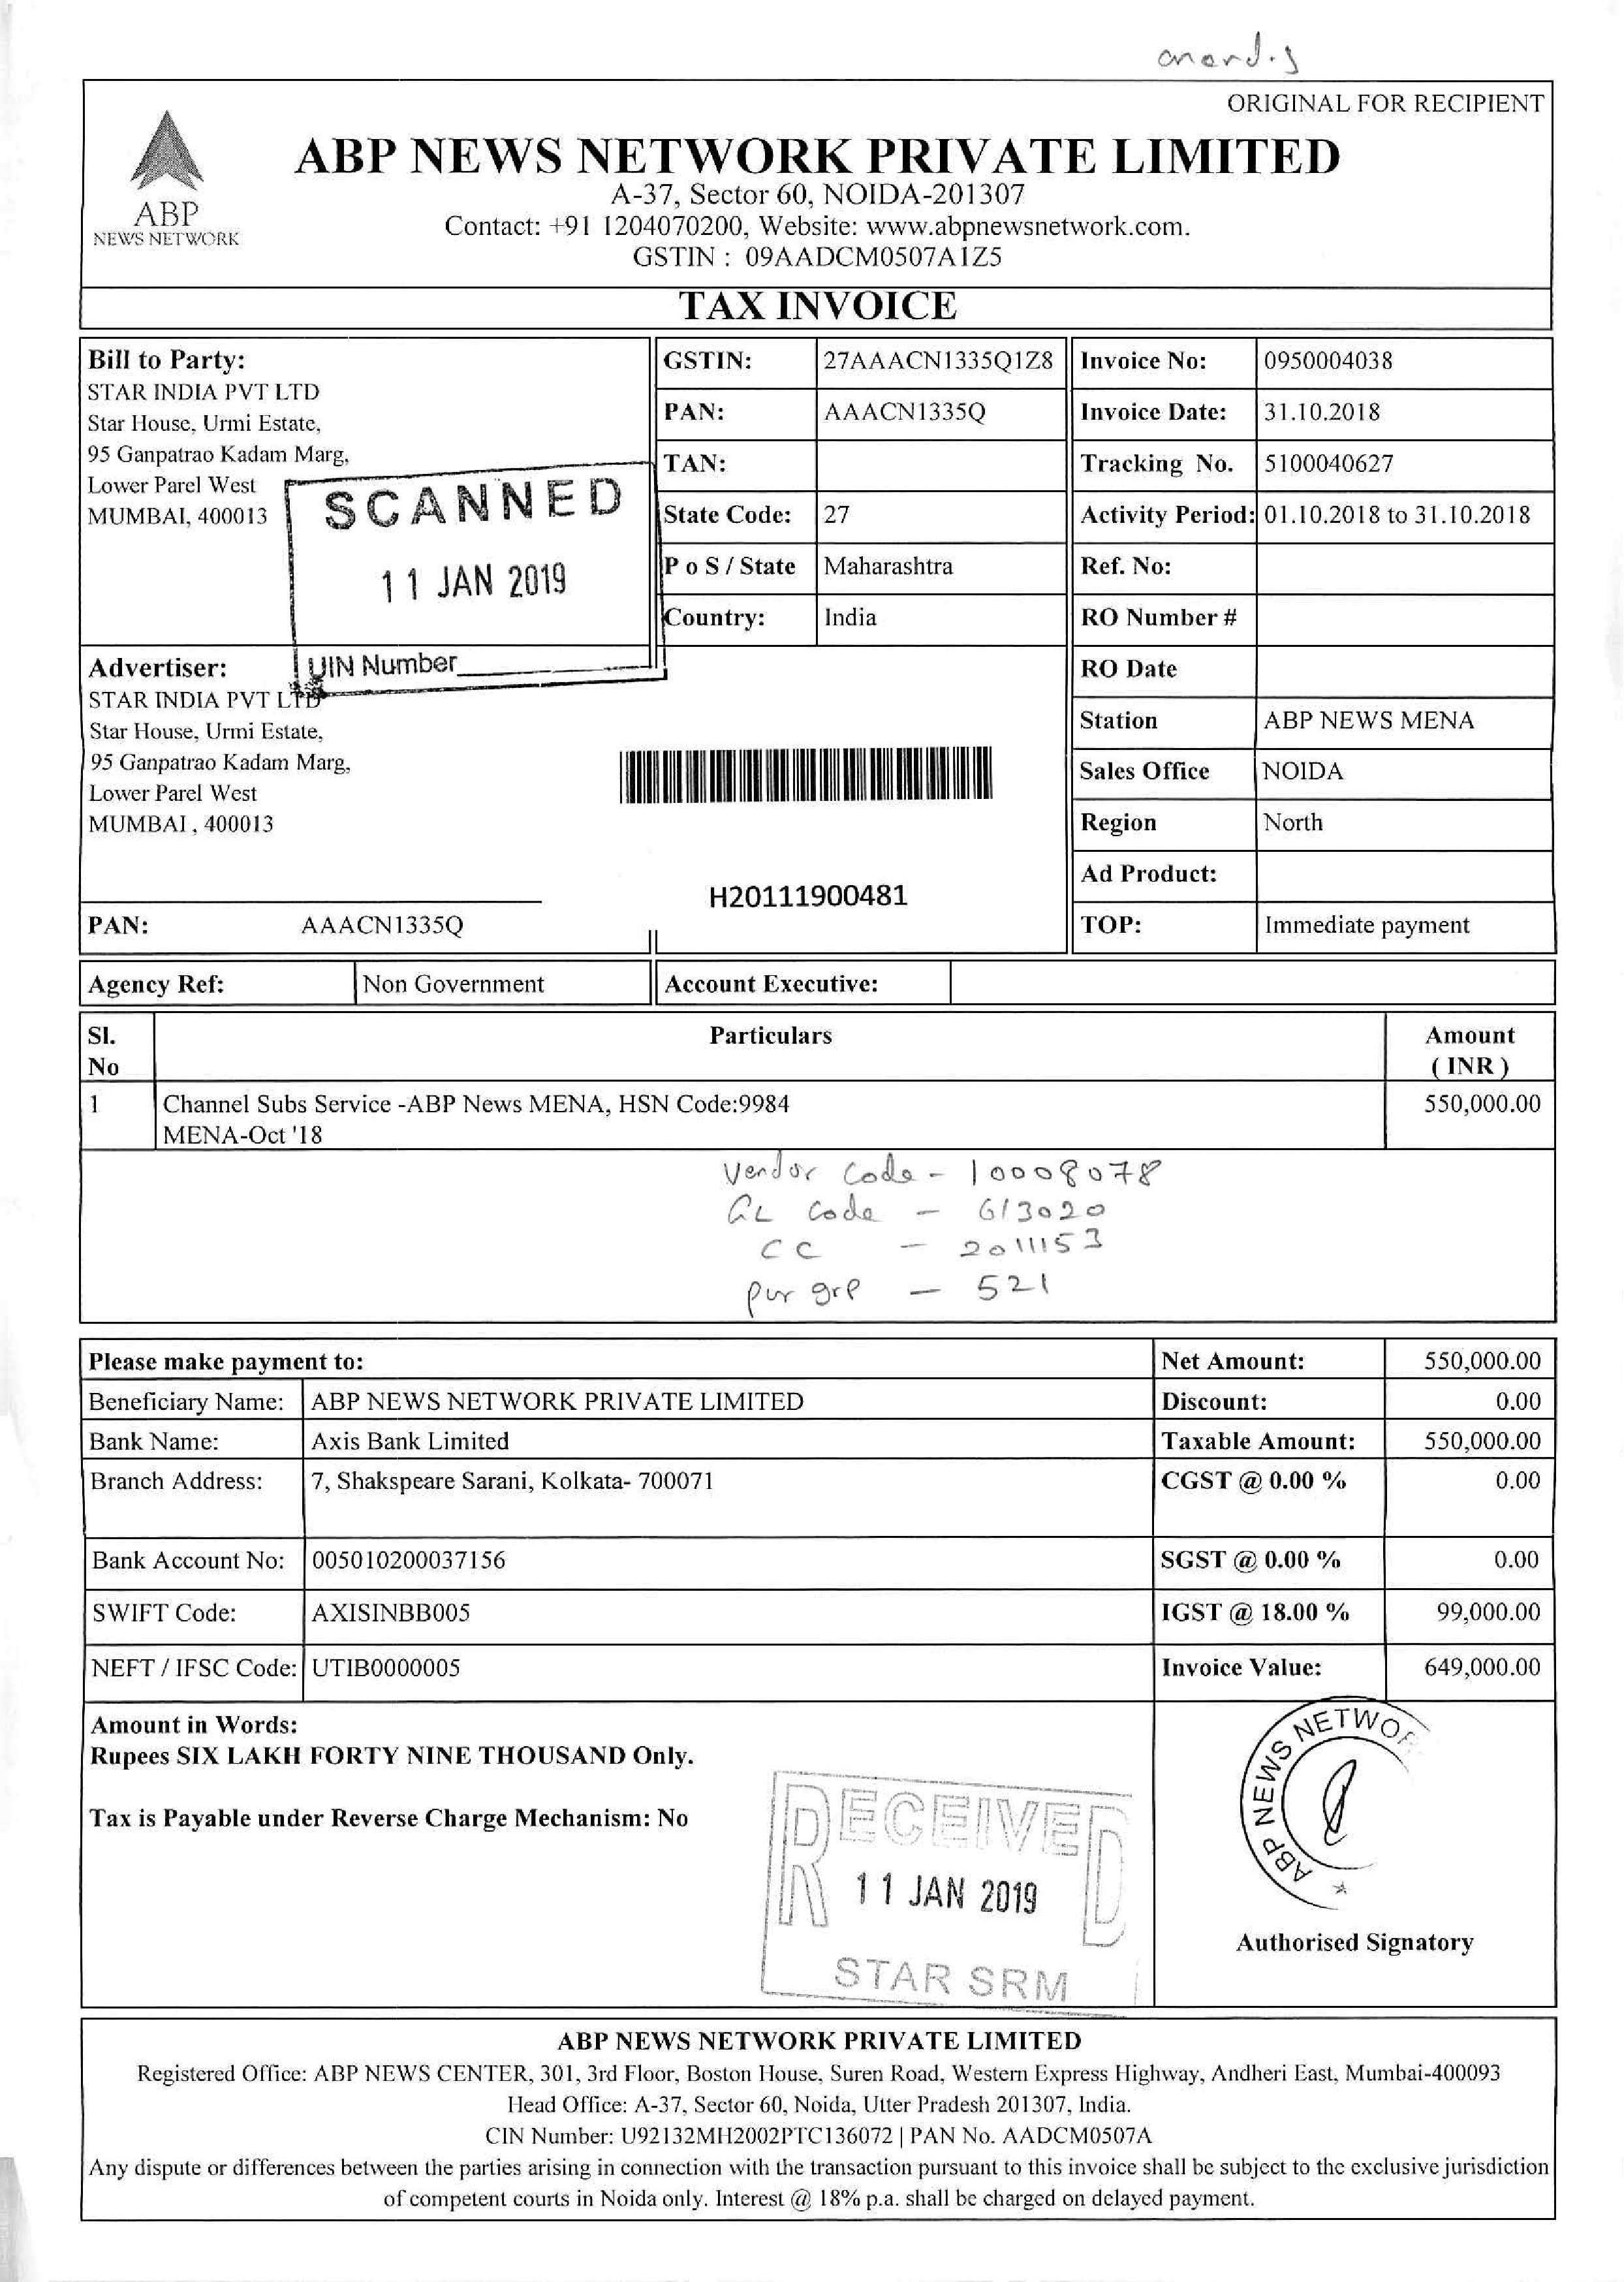 ORIGINAL FOR RECIPIENT
ABP
NEWS NETWORK
ABP NEWS NETWORK PRIVATE LIMITED
A-37, Sector 60, NOIDA-201307
Contact: +91 1204070200, Website: www.abpnewsnetwork.com.
GSTIN : 09AADCM0507A1Z5
TAX INVOICE
Bill to Party:
STAR INDIA PVT LTD
Star House, Urmi Estate,
95 Ganpatrao Kadam Marg,
Lower Parel West
MUMBAI, 400013
SCANNED
11 JAN 2019
UIN Number
GSTIN: 27AAACN1335Q1Z8
PAN: AAACN1335Q
TAN:
State Code: 27
P o S / State Maharashtra
Country: India
Invoice No: 0950004038
Invoice Date: 31.10.2018
Tracking No. 5100040627
Activity Period: 01.10.2018 to 31.10.2018
Ref. No:
RO Number #
RO Date
Station ABP NEWS MENA
Sales Office NOIDA
Region North
Ad Product:
TOP: Immediate payment
Advertiser:
STAR INDIA PVT LTD
Star House, Urmi Estate,
95 Ganpatrao Kadam Marg,
Lower Parel West
MUMBAI , 400013
H20111900481
PAN: AAACN1335Q
Agency Ref: Non Government Account Executive:
Sl. No Particulars Amount ( INR )
1 Channel Subs Service -ABP News MENA, HSN Code:9984 550,000.00
MENA-Oct '18
Vendor Code - 10008078
GL Code - 613020
CC - 2011153
pur grp - 521
Please make payment to: Net Amount: 550,000.00
Beneficiary Name: ABP NEWS NETWORK PRIVATE LIMITED Discount: 0.00
Bank Name: Axis Bank Limited Taxable Amount: 550,000.00
Branch Address: 7, Shakspeare Sarani, Kolkata- 700071 CGST @ 0.00 % 0.00
Bank Account No: 005010200037156 SGST @ 0.00 % 0.00
SWIFT Code: AXISINBB005 IGST @ 18.00 % 99,000.00
NEFT / IFSC Code: UTIB0000005 Invoice Value: 649,000.00
Amount in Words:
Rupees SIX LAKH FORTY NINE THOUSAND Only.
Tax is Payable under Reverse Charge Mechanism: No
RECEIVED
11 JAN 2019
STAR SRM
ABP NEWS NETWOR
Authorised Signatory
ABP NEWS NETWORK PRIVATE LIMITED
Registered Office: ABP NEWS CENTER, 301, 3rd Floor, Boston House, Suren Road, Western Express Highway, Andheri East, Mumbai-400093
Head Office: A-37, Sector 60, Noida, Utter Pradesh 201307, India.
CIN Number: U92132MH2002PTC136072 | PAN No. AADCM0507A
Any dispute or differences between the parties arising in connection with the transaction pursuant to this invoice shall be subject to the exclusive jurisdiction
of competent courts in Noida only. Interest @ 18% p.a. shall be charged on delayed payment.